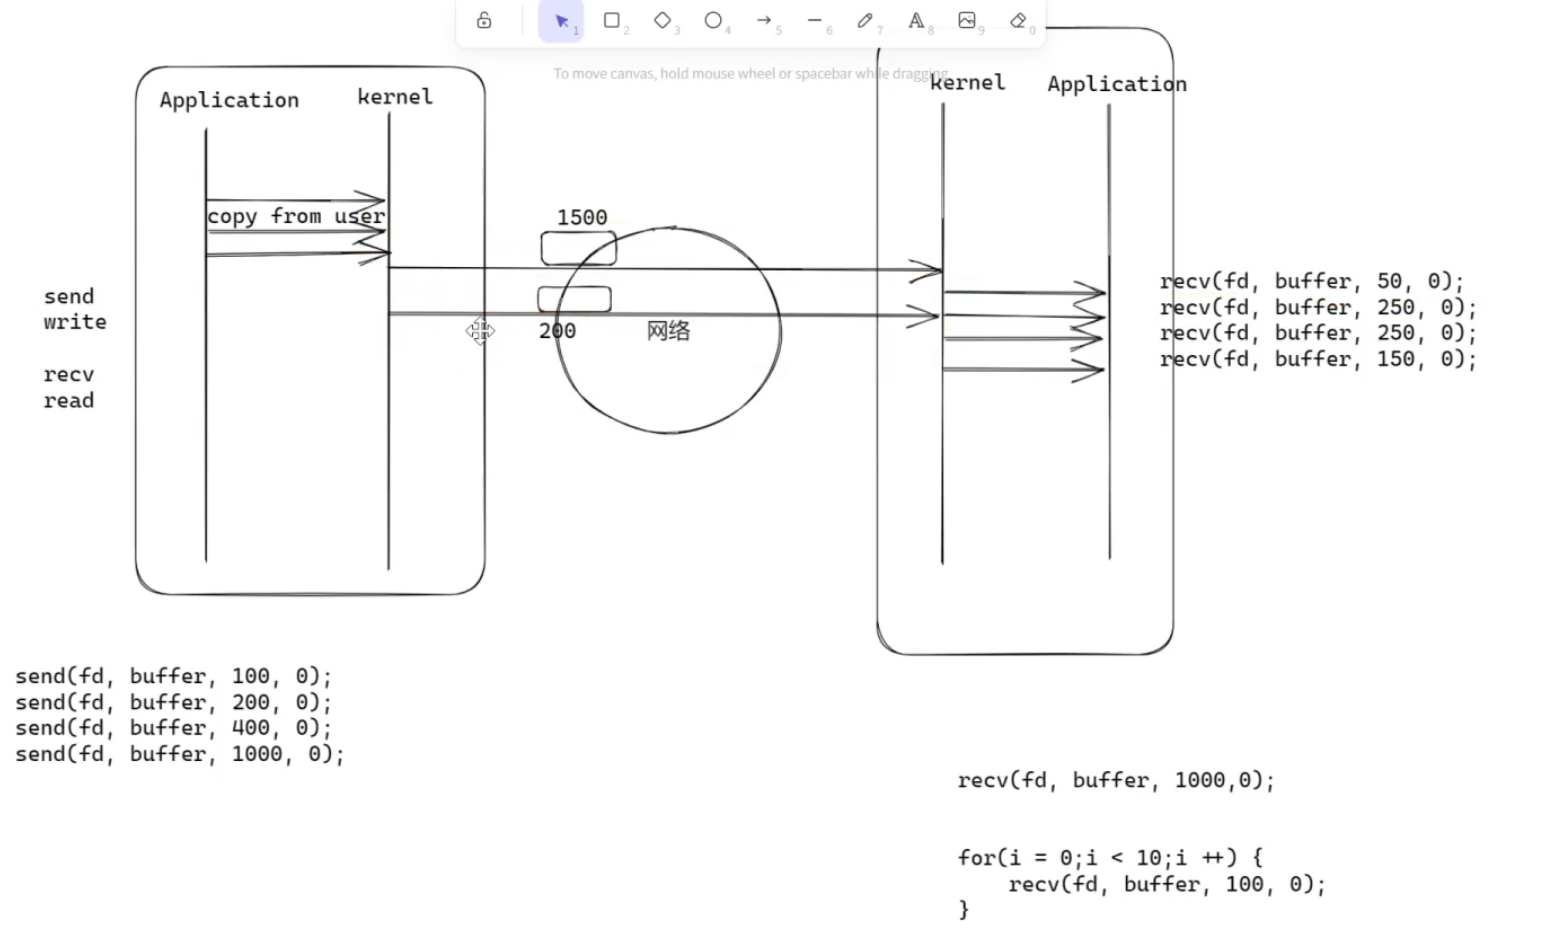 1
2
3
4
5
6
7
8
9
0
To move canvas, hold mouse wheel or spacebar while dragging
Application
kernel
kernel
Application
copy from user
1500
200
网络
send
write
recv
read
recv(fd, buffer, 50, 0);
recv(fd, buffer, 250, 0);
recv(fd, buffer, 250, 0);
recv(fd, buffer, 150, 0);
send(fd, buffer, 100, 0);
send(fd, buffer, 200, 0);
send(fd, buffer, 400, 0);
send(fd, buffer, 1000, 0);
recv(fd, buffer, 1000,0);
for(i = 0;i < 10;i ++) {
    recv(fd, buffer, 100, 0);
}